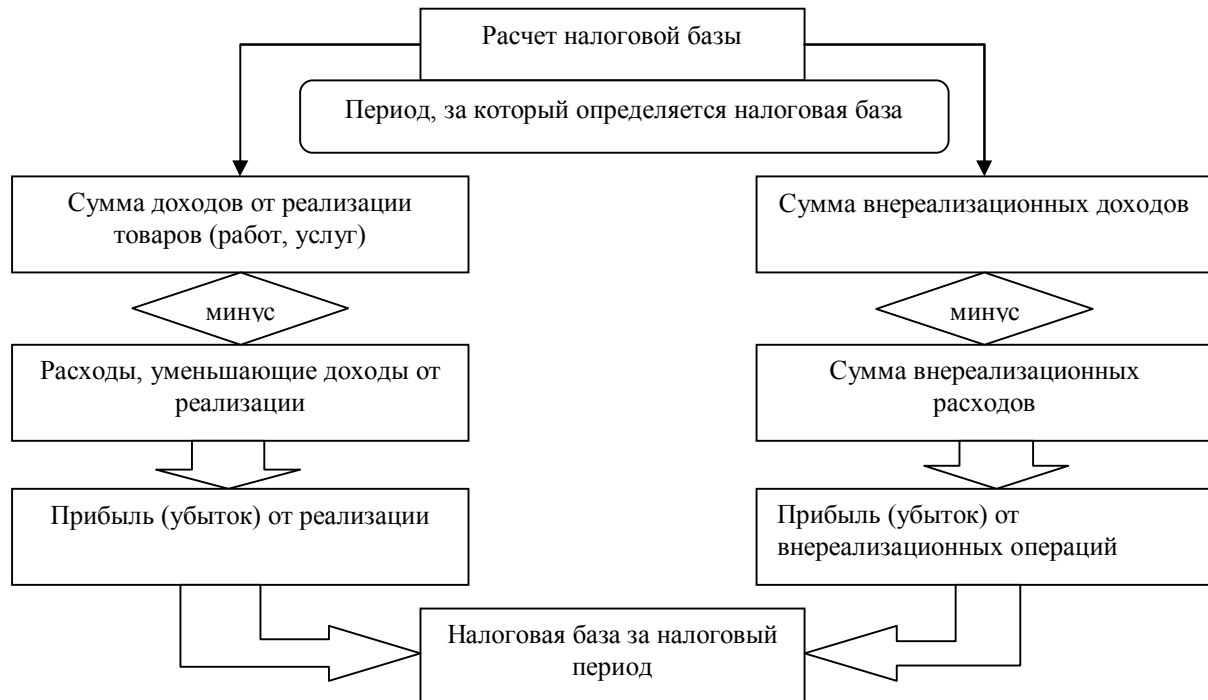 Расчет налоговой базы
Период, за который определяется налоговая база
Сумма доходов от реализации
товаров (работ, услуг)
Сумма внереализационных доходов
минус
минус
Расходы, уменьшающие доходы от
реализации
Сумма внереализационных
расходов
Прибыль (убыток) от реализации
Прибыль (убыток) от
внереализационных операций
Налоговая база за налоговый
период